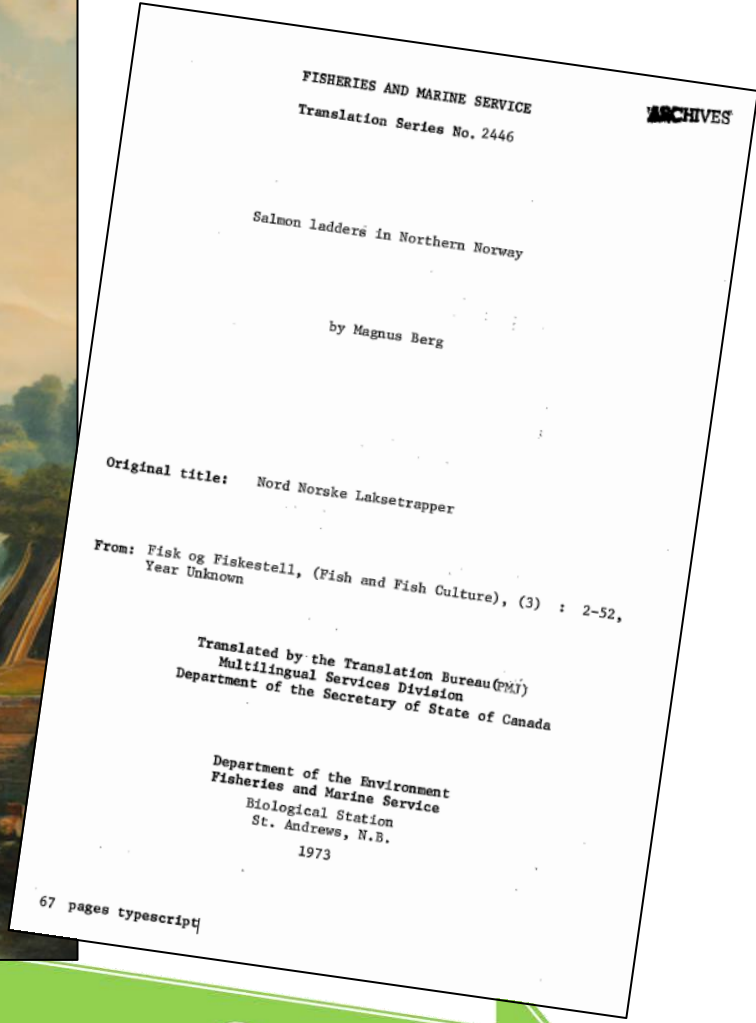 FISHERIES AND MARINE SERVICE
ARCHIVES
Translation Series No. 2446
Salmon ladders in Northern Norway
by Magnus Berg
Original title: Nord Norske Laksetrapper
From: Fisk og Fiskestell, (Fish and Fish Culture), (3) : 2-52,
Year Unknown
Translated by the Translation Bureau(PMJ)
Multilingual Services Division
Department of the Secretary of State of Canada
Department of the Environment
Fisheries and Marine Service
Biological Station
St. Andrews, N.B.
1973
67 pages typescript